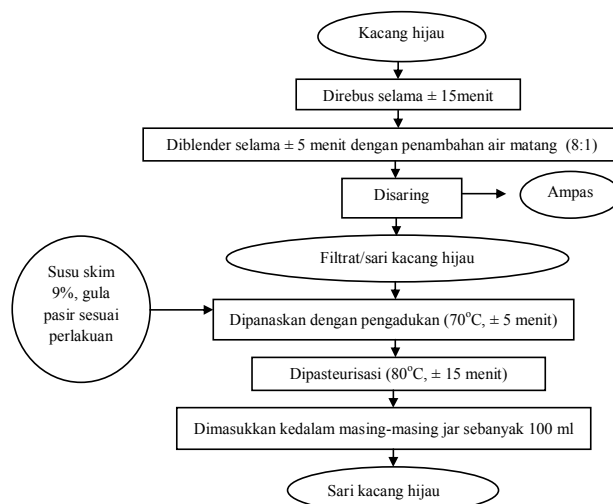 Kacang hijau
Direbus selama ± 15menit
Diblender selama ± 5 menit dengan penambahan air matang (8:1)
Disaring
Ampas
Filtrat/sari kacang hijau
Susu skim
9%, gula
pasir sesuai
perlakuan
Dipanaskan dengan pengadukan (70°C, ± 5 menit)
Dipasteurisasi (80°C, ± 15 menit)
Dimasukkan kedalam masing-masing jar sebanyak 100 ml
Sari kacang hijau